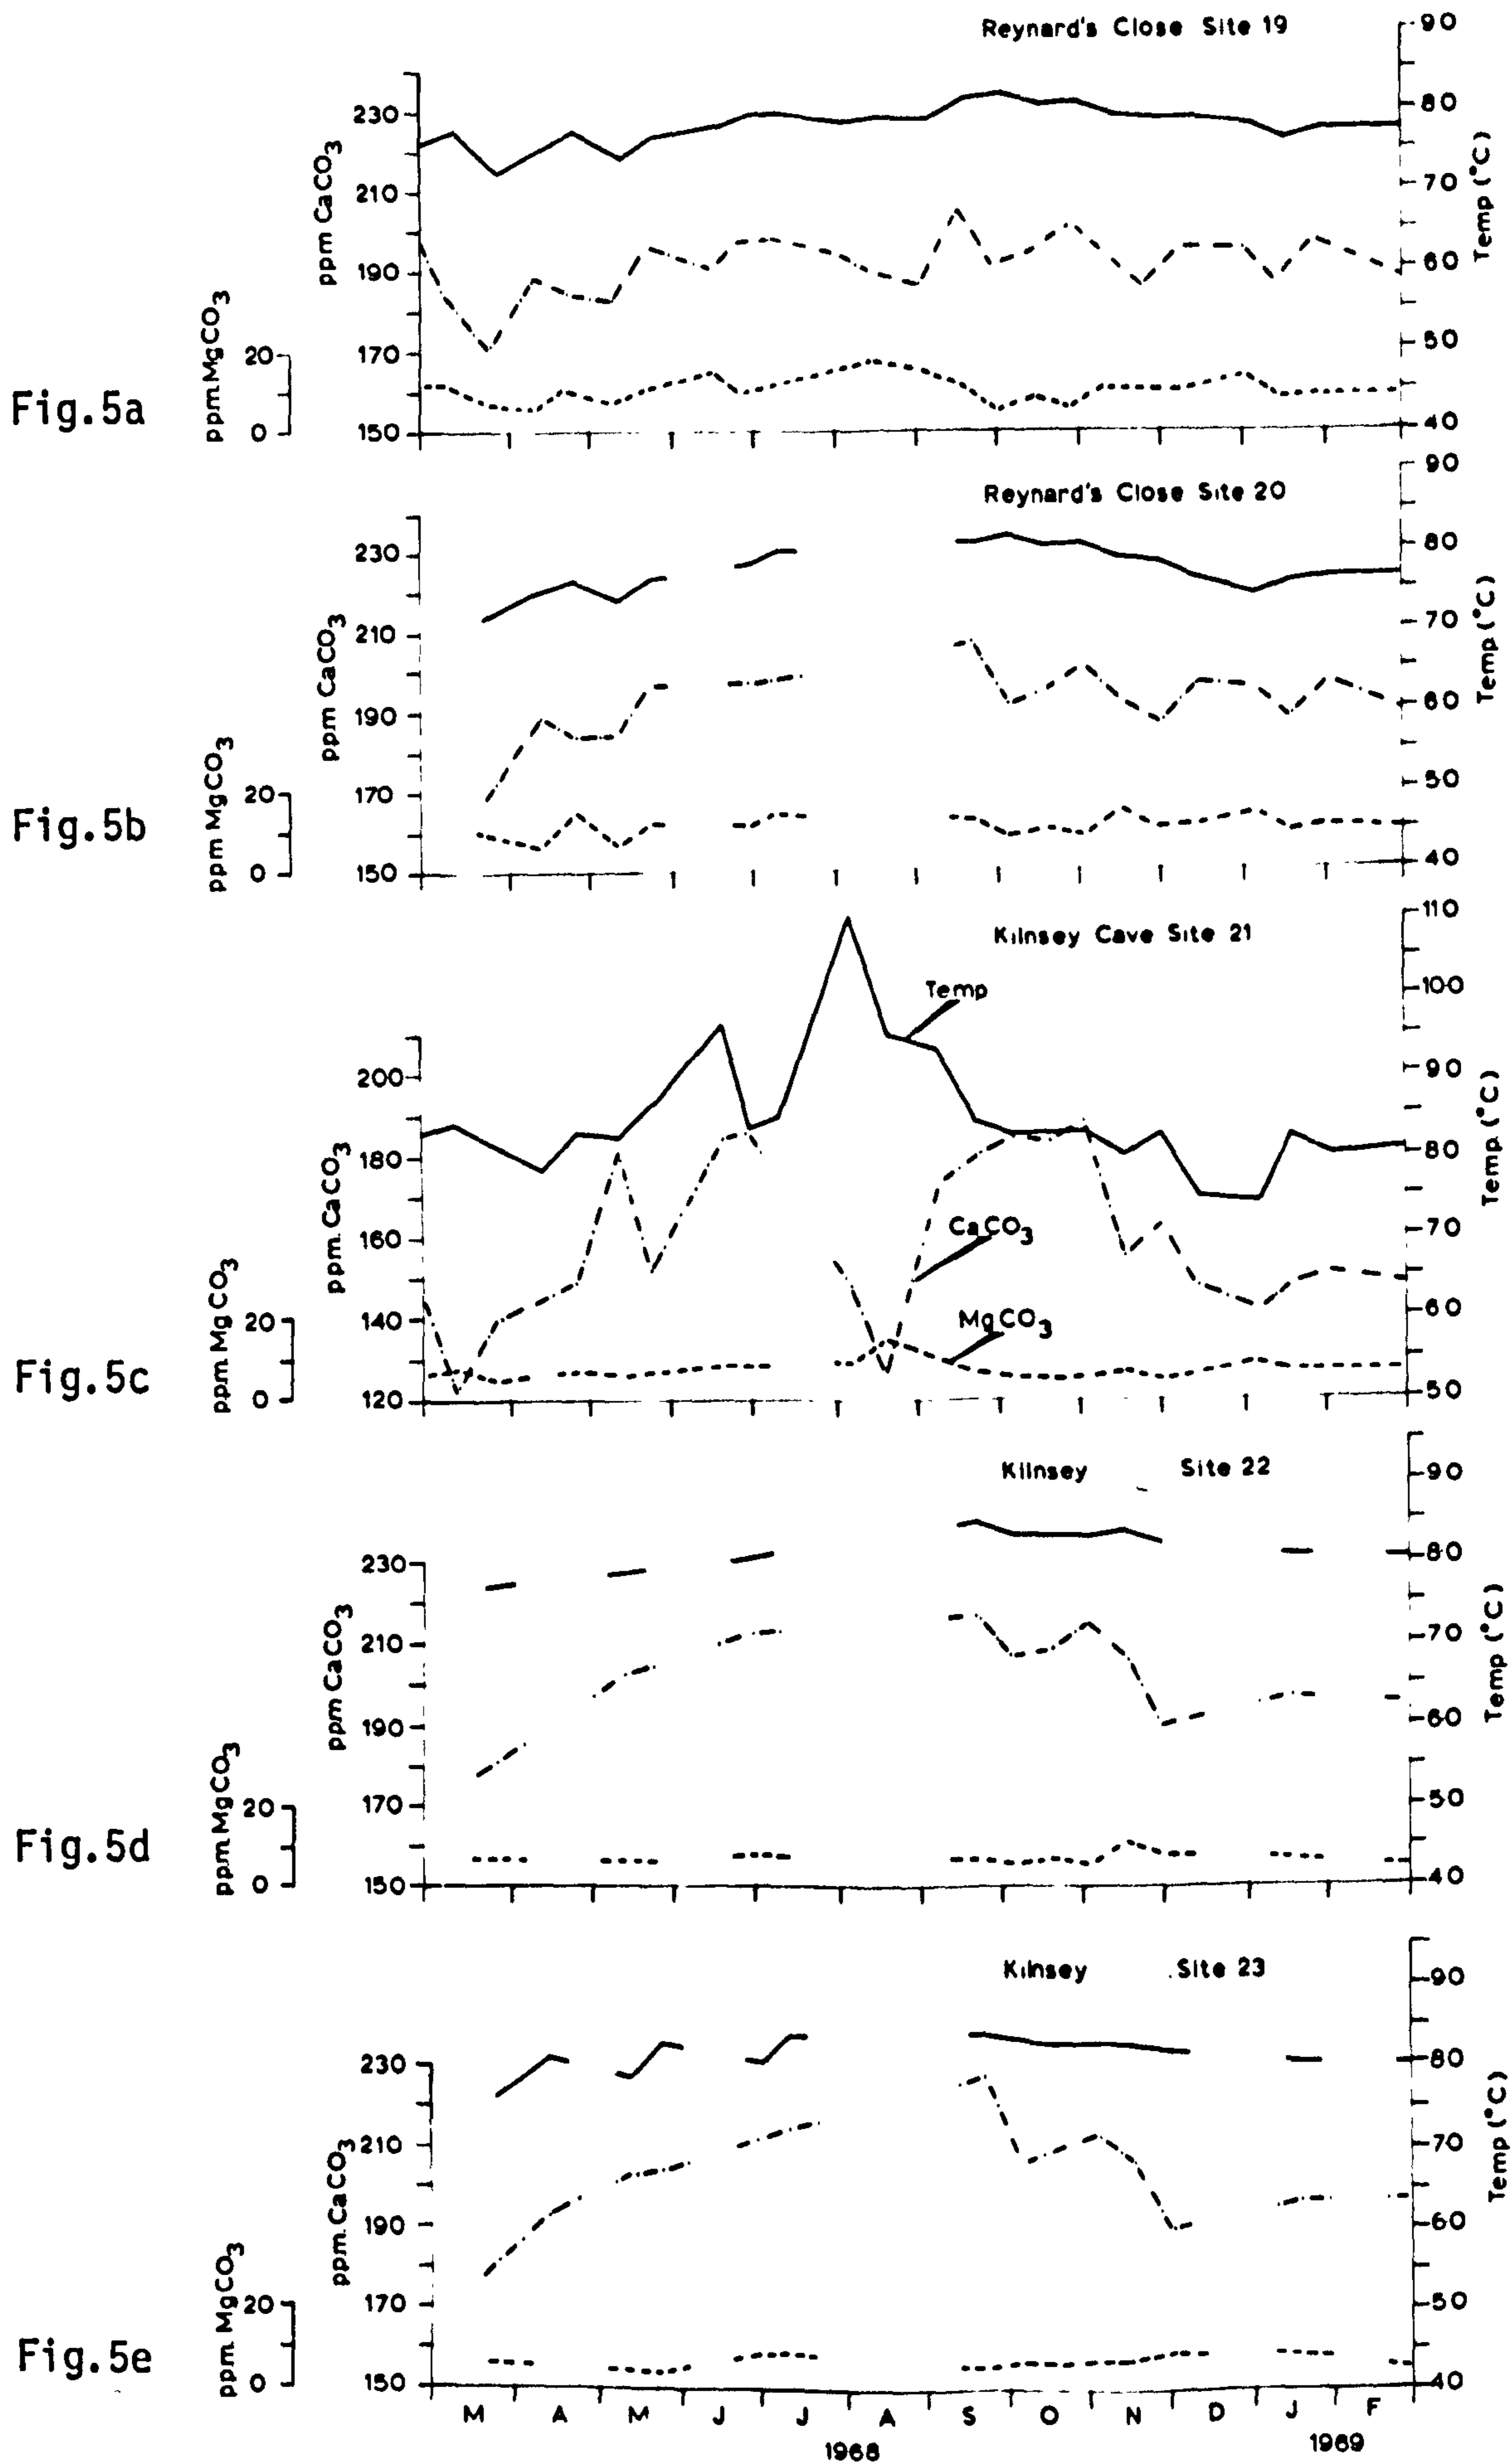 Reynard's Close Site 19
90
80
70
60
50
40
Temp (°C)
230
210
190
170
150
ppm CaCO3
20
0
ppm MgCO3
Fig.5a
Reynard's Close Site 20
90
80
70
60
50
40
Temp (°C)
230
210
190
170
150
ppm CaCO3
20
0
ppm MgCO3
Fig.5b
Kilnsey Cave Site 21
110
100
90
80
70
60
50
Temp (°C)
Temp
CaCO3
MgCO3
200
180
160
140
120
ppm CaCO3
20
0
ppm MgCO3
Fig.5c
Kilnsey Site 22
90
80
70
60
50
40
Temp (°C)
230
210
190
170
150
ppm CaCO3
20
0
ppm MgCO3
Fig.5d
Kilnsey Site 23
90
80
70
60
50
40
Temp (°C)
230
210
190
170
150
ppm CaCO3
20
0
ppm MgCO3
Fig.5e
M A M J J A S O N D J F
1968 1969